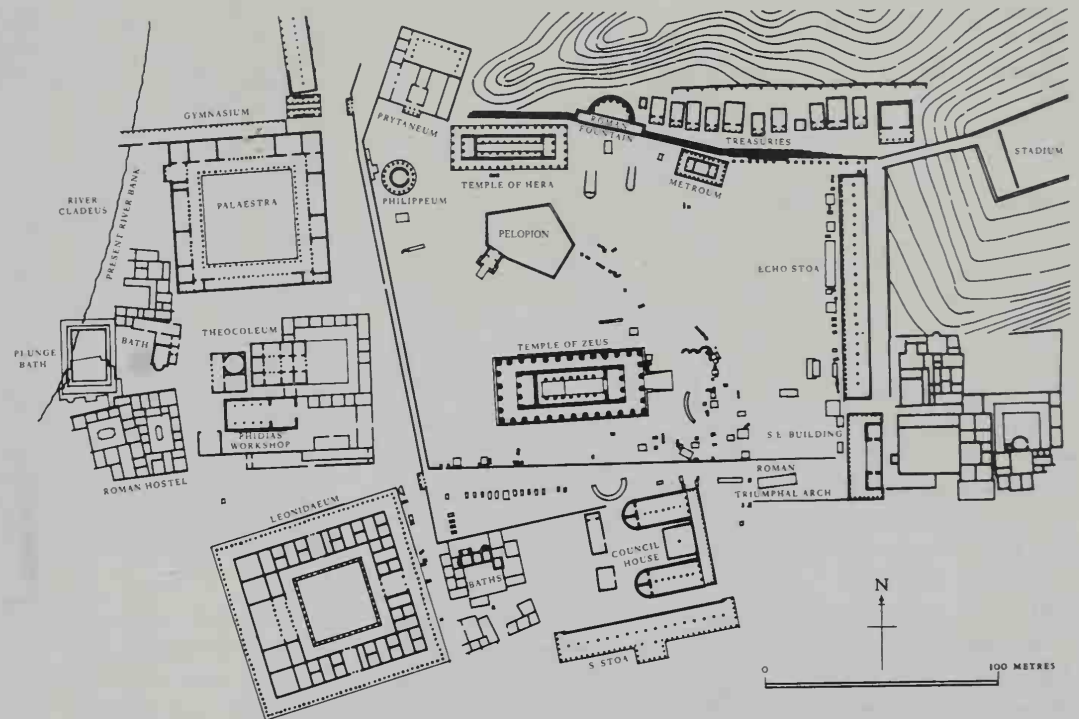 GYMNASIUM
PRYTANEUM
ROMAN
FOUNTAIN
TREASURIES
STADIUM
TEMPLE OF HERA
METROUM
PHILIPPEUM
RIVER
CLADEUS
PRESENT RIVER BANK
PALAESTRA
PELOPION
ECHO STOA
THEOCOLEUM
BATH
PLUNGE
BATH
TEMPLE OF ZEUS
PHIDIAS
WORKSHOP
ROMAN HOSTEL
S E BUILDING
ROMAN
TRIUMPHAL ARCH
LEONIDAEUM
COUNCIL
HOUSE
BATHS
S. STOA
N
0
100 METRES